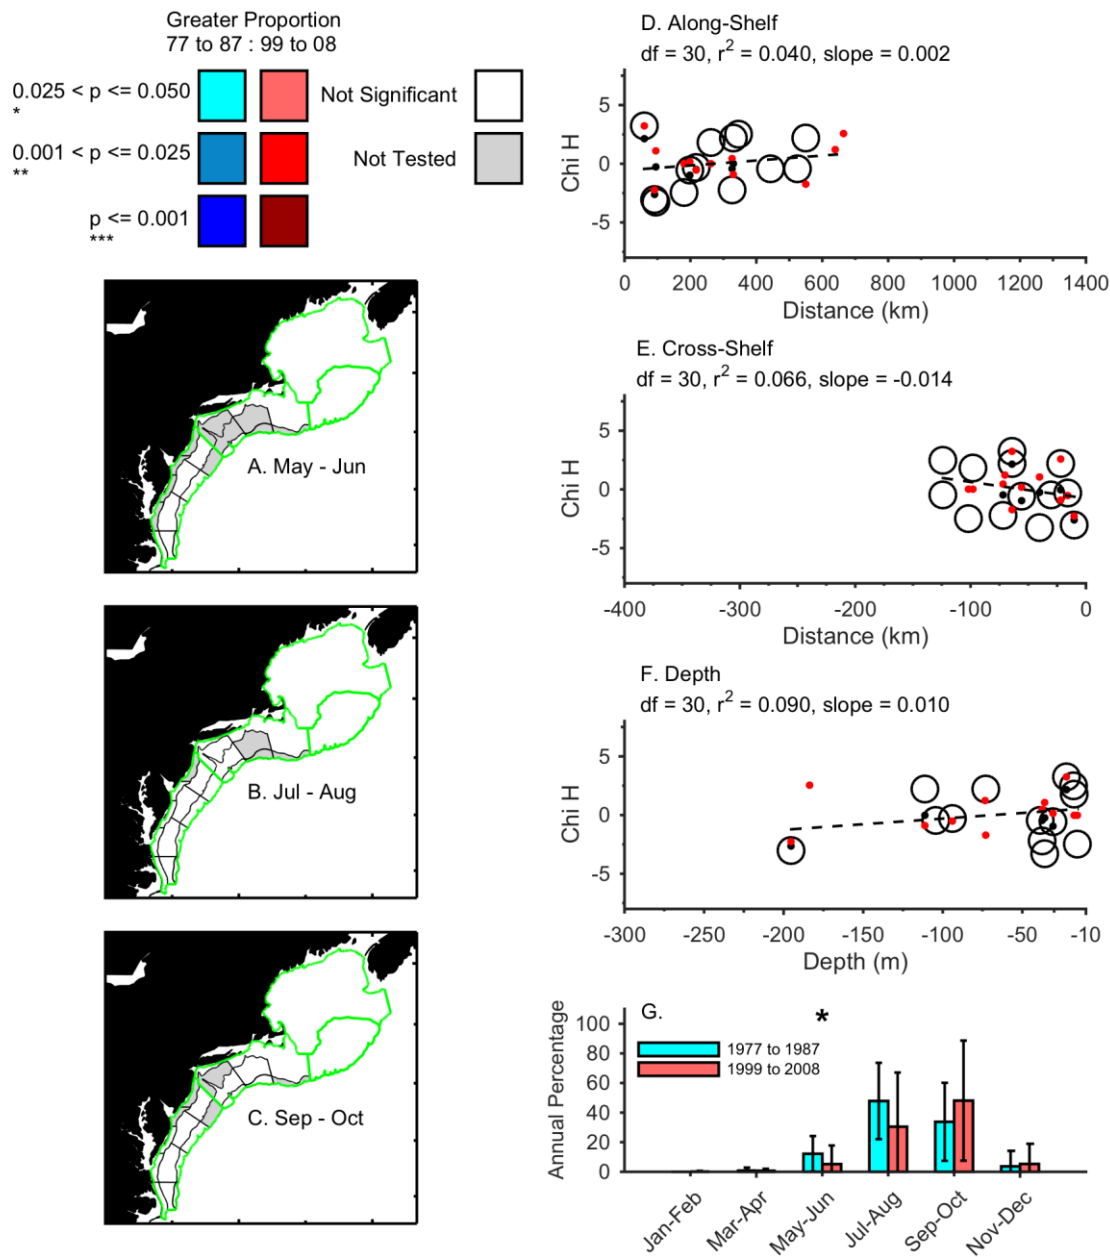 Greater Proportion
77 to 87 : 99 to 08
0.025 < p <= 0.050
*
0.001 < p <= 0.025
**
p <= 0.001
***
Not Significant
Not Tested
A. May - Jun
B. Jul - Aug
C. Sep - Oct
D. Along-Shelf
df = 30, r² = 0.040, slope = 0.002
Chi H
5
0
-5
0 200 400 600 800 1000 1200 1400
Distance (km)
E. Cross-Shelf
df = 30, r² = 0.066, slope = -0.014
Chi H
5
0
-5
-400 -300 -200 -100 0
Distance (km)
F. Depth
df = 30, r² = 0.090, slope = 0.010
Chi H
5
0
-5
-300 -200 -150 -100 -50 -10
Depth (m)
G.
*
Annual Percentage
100
80
60
40
20
0
1977 to 1987
1999 to 2008
Jan-Feb Mar-Apr May-Jun Jul-Aug Sep-Oct Nov-Dec